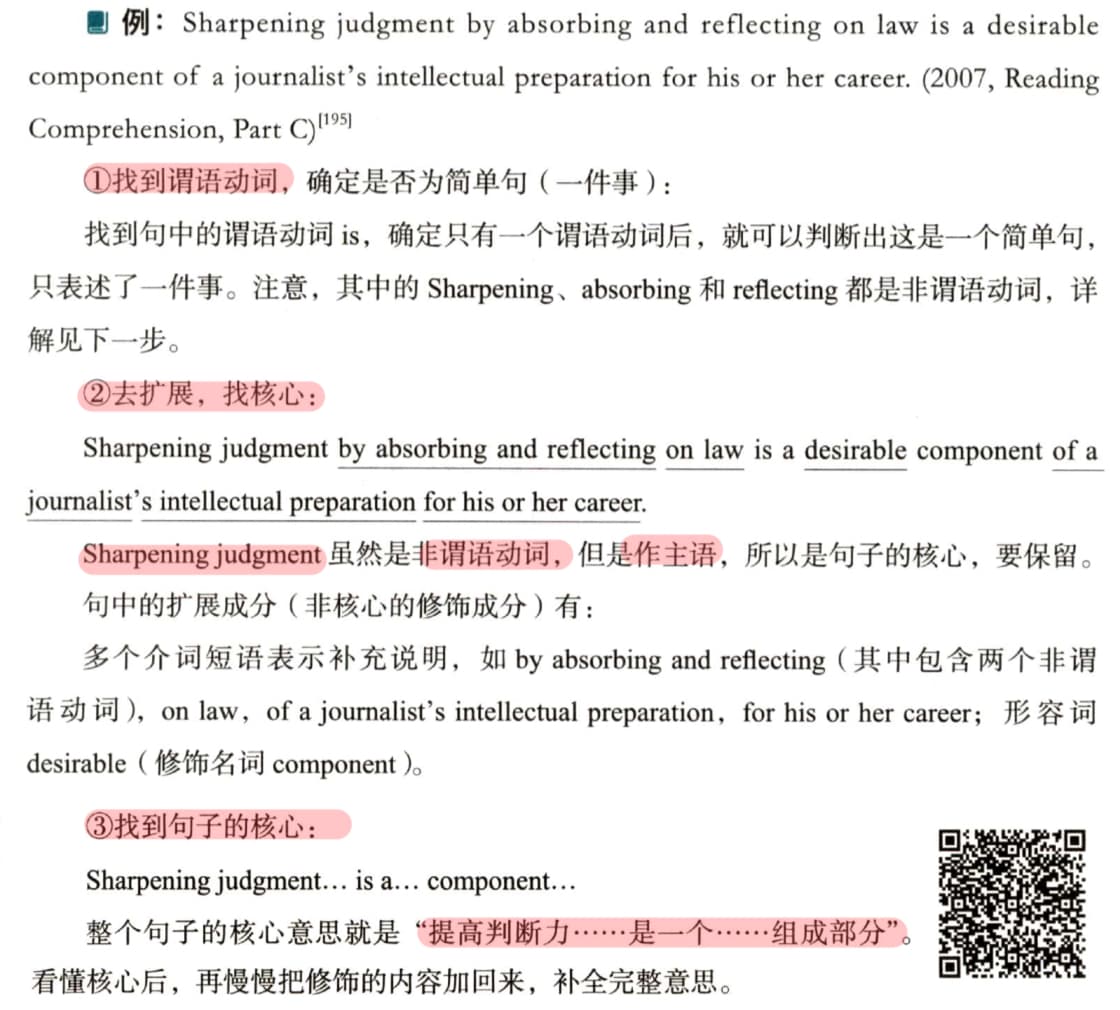 例：Sharpening judgment by absorbing and reflecting on law is a desirable
component of a journalist's intellectual preparation for his or her career. (2007, Reading
Comprehension, Part C)[195]
①找到谓语动词，确定是否为简单句（一件事）：
找到句中的谓语动词 is，确定只有一个谓语动词后，就可以判断出这是一个简单句，
只表述了一件事。注意，其中的 Sharpening、absorbing 和 reflecting 都是非谓语动词，详
解见下一步。
②去扩展，找核心：
Sharpening judgment by absorbing and reflecting on law is a desirable component of a
journalist's intellectual preparation for his or her career.
Sharpening judgment 虽然是非谓语动词，但是作主语，所以是句子的核心，要保留。
句中的扩展成分（非核心的修饰成分）有：
多个介词短语表示补充说明，如 by absorbing and reflecting（其中包含两个非谓
语动词），on law，of a journalist's intellectual preparation，for his or her career；形容词
desirable（修饰名词 component）。
③找到句子的核心：
Sharpening judgment… is a… component…
整个句子的核心意思就是“提高判断力……是一个……组成部分”。
看懂核心后，再慢慢把修饰的内容加回来，补全完整意思。